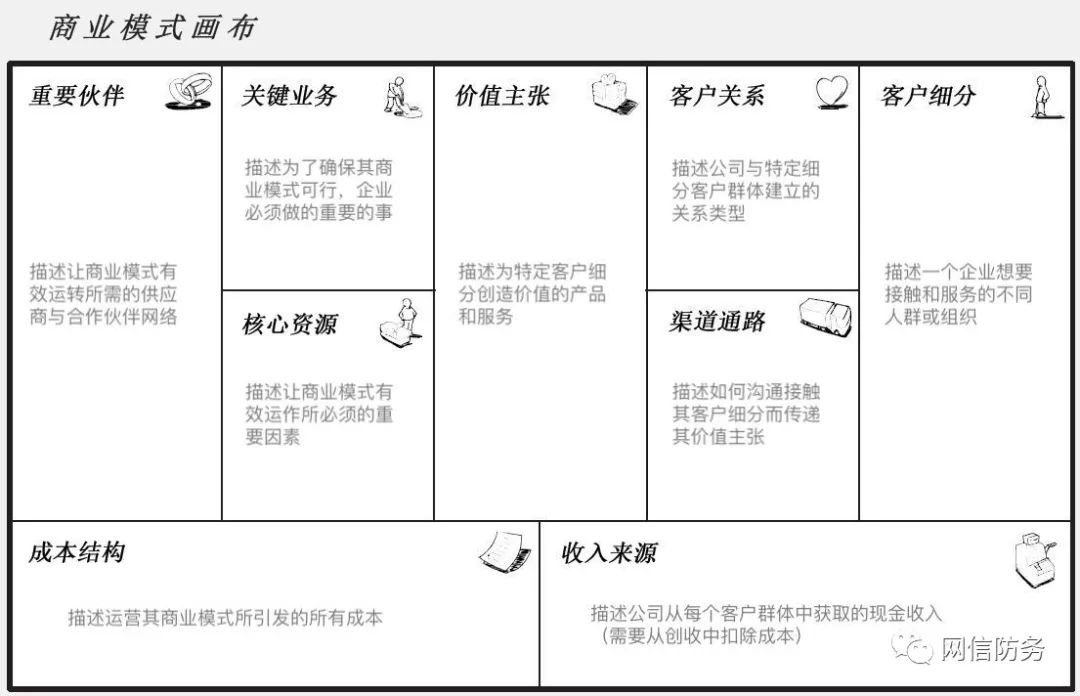 商业模式画布
重要伙伴
描述让商业模式有
效运转所需的供应
商与合作伙伴网络
关键业务
描述为了确保其商
业模式可行，企业
必须做的重要的事
核心资源
描述让商业模式有
效运作所必须的重
要因素
价值主张
描述为特定客户细
分创造价值的产品
和服务
客户关系
描述公司与特定细
分客户群体建立的
关系类型
渠道通路
描述如何沟通接触
其客户细分而传递
其价值主张
客户细分
描述一个企业想要
接触和服务的不同
人群或组织
成本结构
描述运营其商业模式所引发的所有成本
收入来源
描述公司从每个客户群体中获取的现金收入
（需要从创收中扣除成本）
网信防务